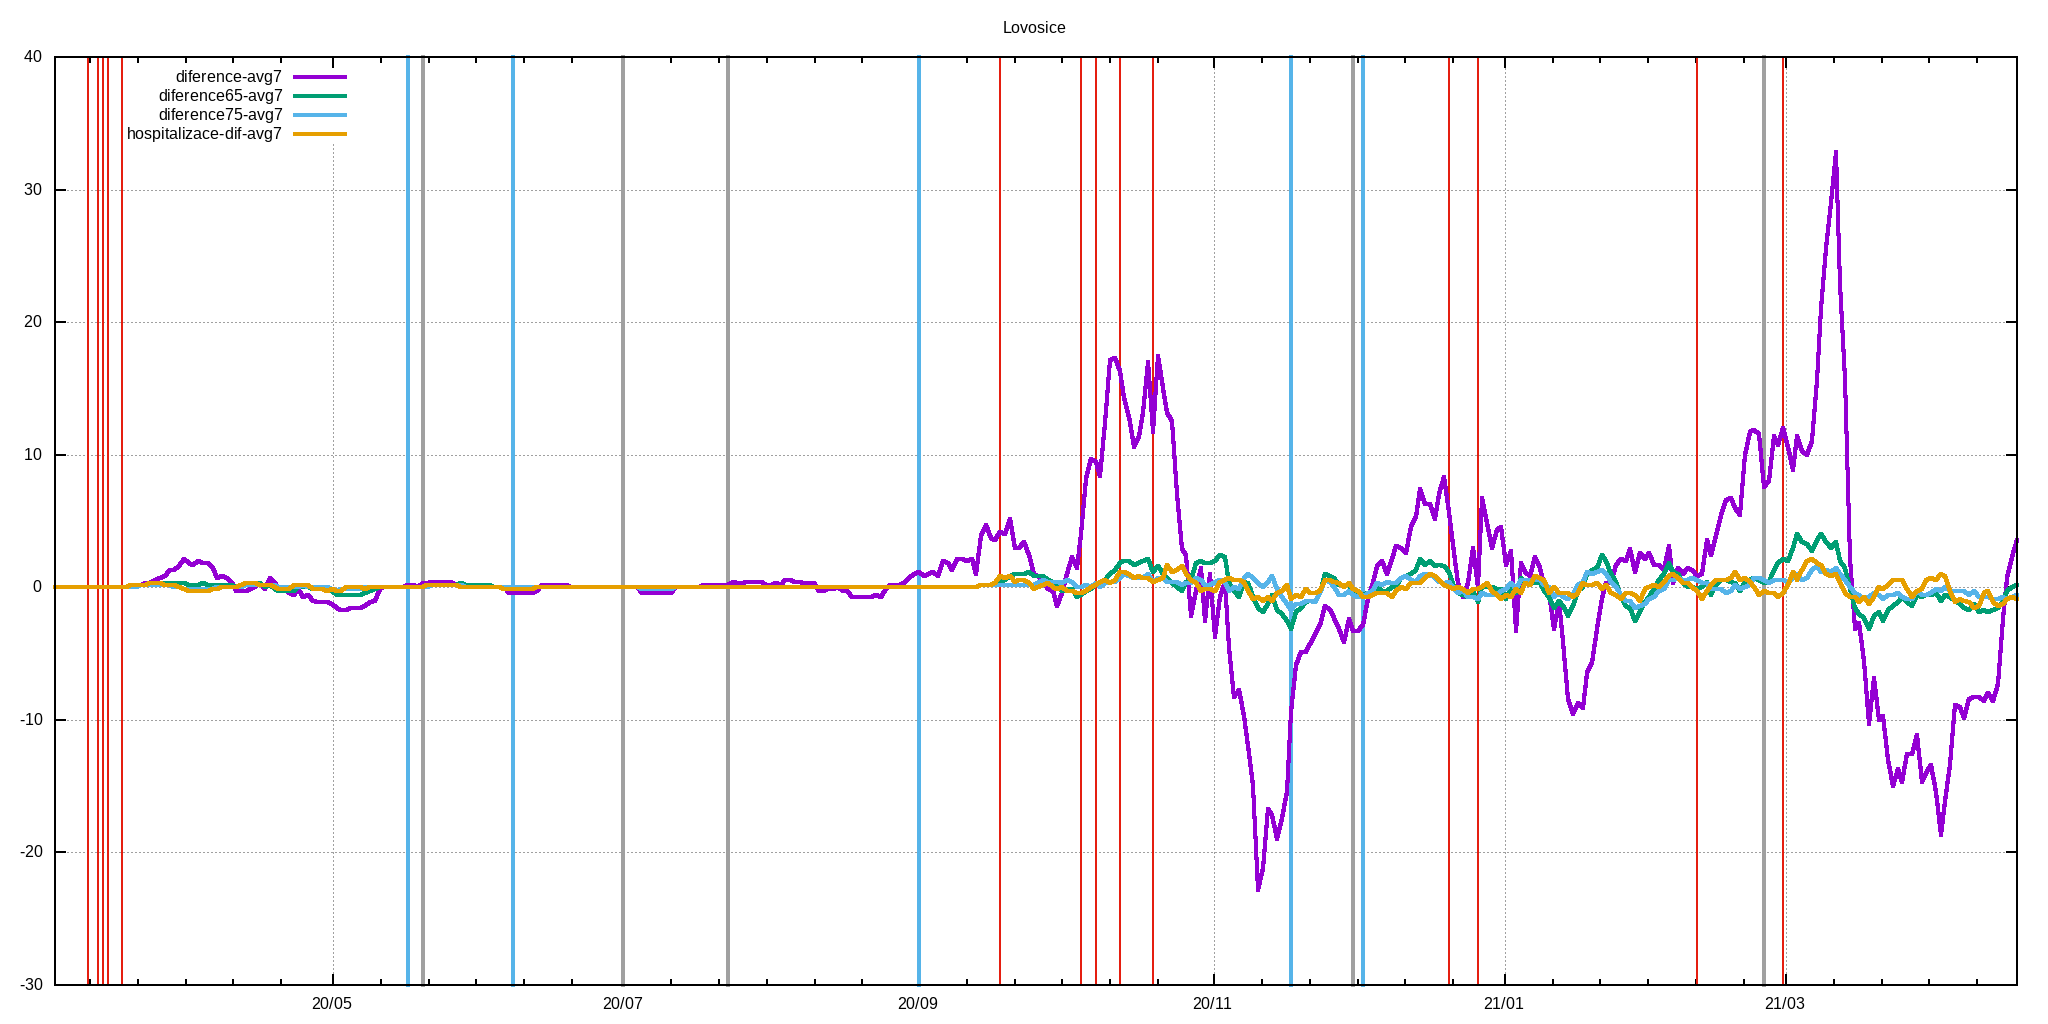 Lovosice
40
diference-avg7
diference65-avg7
diference75-avg7
hospitalizace-dif-avg7
30
20
10
0
-10
-20
-30
20/05 20/07 20/09 20/11 21/01 21/03